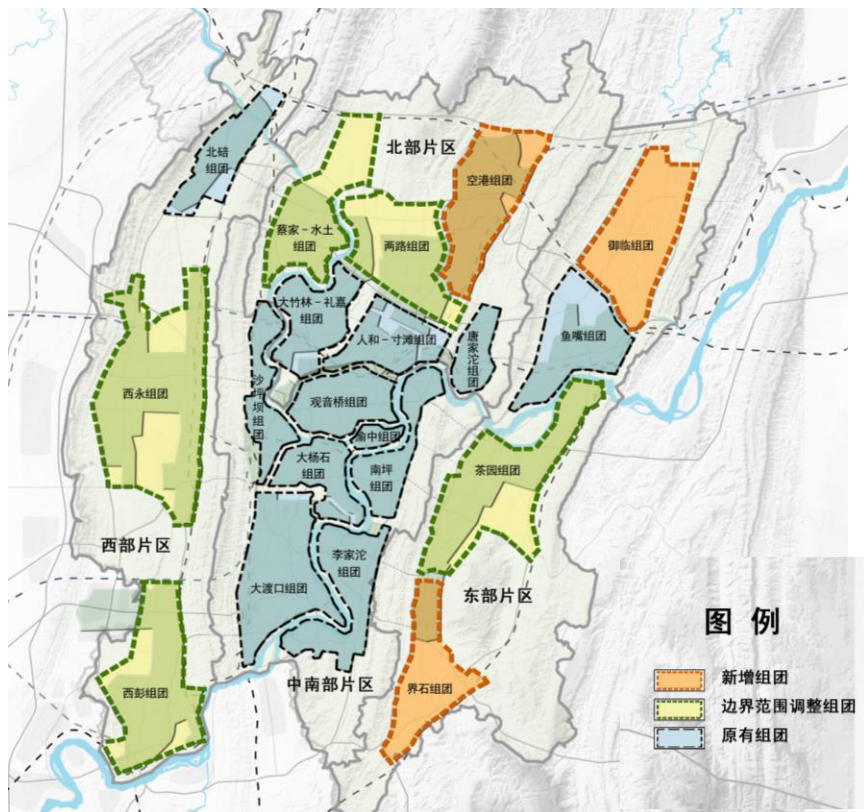 北碚
组团
北部片区
空港组团
蔡家-水土
组团
两路组团
御临组团
大竹林-礼嘉
组团
人和-寸滩组团
唐家沱组团
鱼嘴组团
西永组团
沙坪坝组团
观音桥组团
渝中组团
大杨石
组团
南坪
组团
茶园组团
西部片区
李家沱
组团
大渡口组团
东部片区
中南部片区
西彭组团
界石组团
图 例
新增组团
边界范围调整组团
原有组团